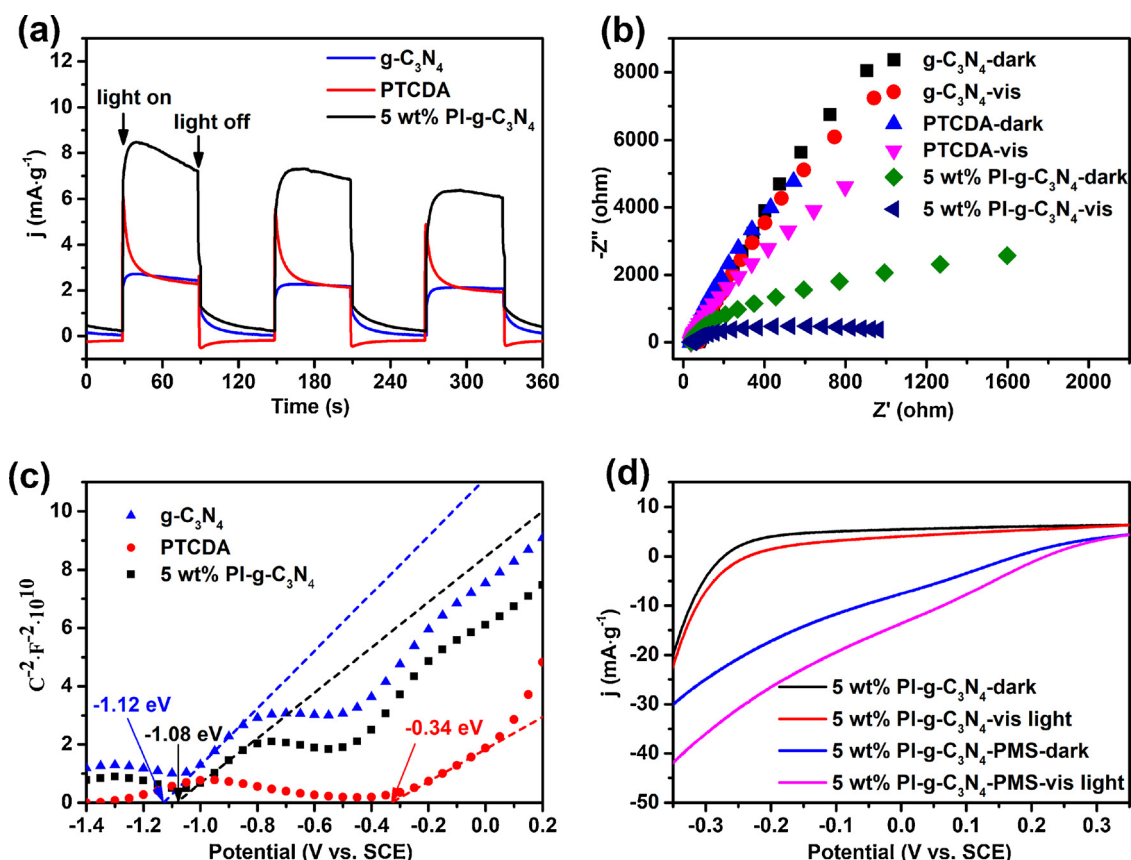 (a)
12
10
8
6
4
2
0
j (mA·g⁻¹)
0 60 120 180 240 300 360
Time (s)
g-C₃N₄
PTCDA
5 wt% PI-g-C₃N₄
light on
light off
(b)
8000
6000
4000
2000
0
-Z'' (ohm)
0 400 800 1200 1600 2000
Z' (ohm)
g-C₃N₄-dark
g-C₃N₄-vis
PTCDA-dark
PTCDA-vis
5 wt% PI-g-C₃N₄-dark
5 wt% PI-g-C₃N₄-vis
(c)
10
8
6
4
2
0
C⁻²·F⁻²·10¹⁰
-1.4 -1.2 -1.0 -0.8 -0.6 -0.4 -0.2 0.0 0.2
Potential (V vs. SCE)
g-C₃N₄
PTCDA
5 wt% PI-g-C₃N₄
-1.12 eV
-1.08 eV
-0.34 eV
(d)
10
0
-10
-20
-30
-40
-50
j (mA·g⁻¹)
-0.3 -0.2 -0.1 0.0 0.1 0.2 0.3
Potential (V vs. SCE)
5 wt% PI-g-C₃N₄-dark
5 wt% PI-g-C₃N₄-vis light
5 wt% PI-g-C₃N₄-PMS-dark
5 wt% PI-g-C₃N₄-PMS-vis light